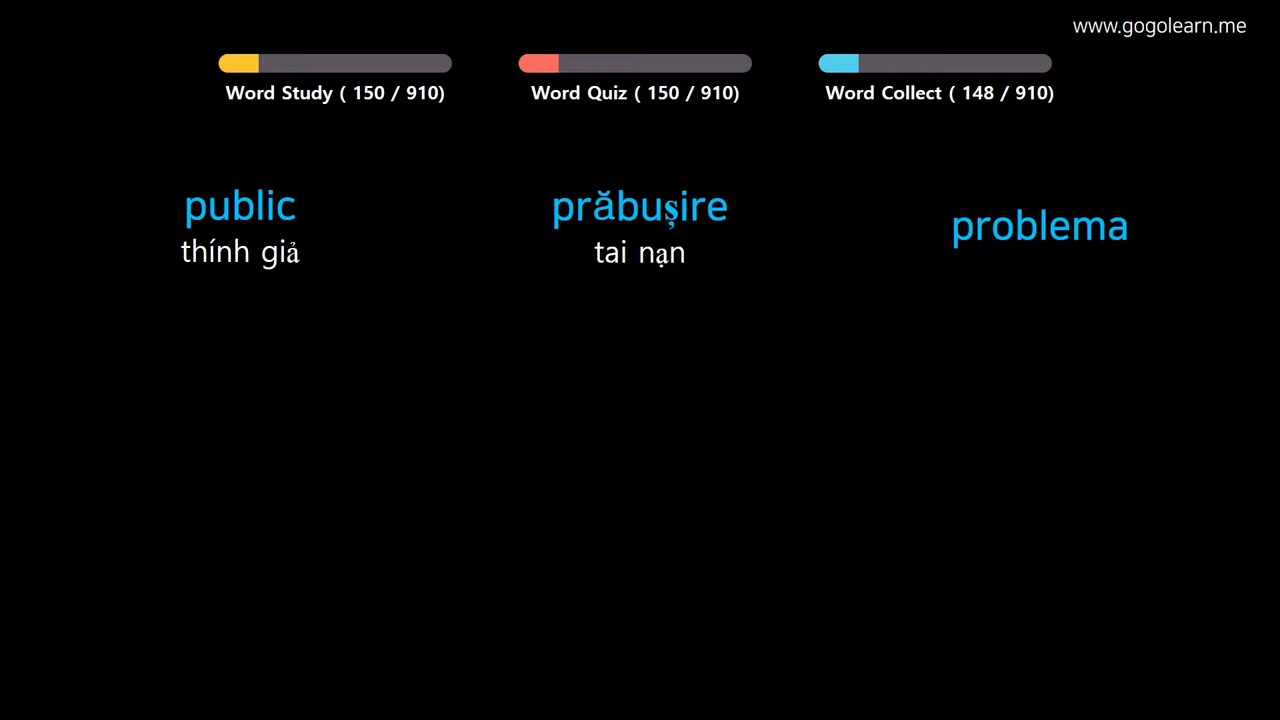 www.gogolearn.me
Word Study ( 150 / 910)
Word Quiz ( 150 / 910)
Word Collect ( 148 / 910)
public
thính giả
prăbușire
tai nạn
problema